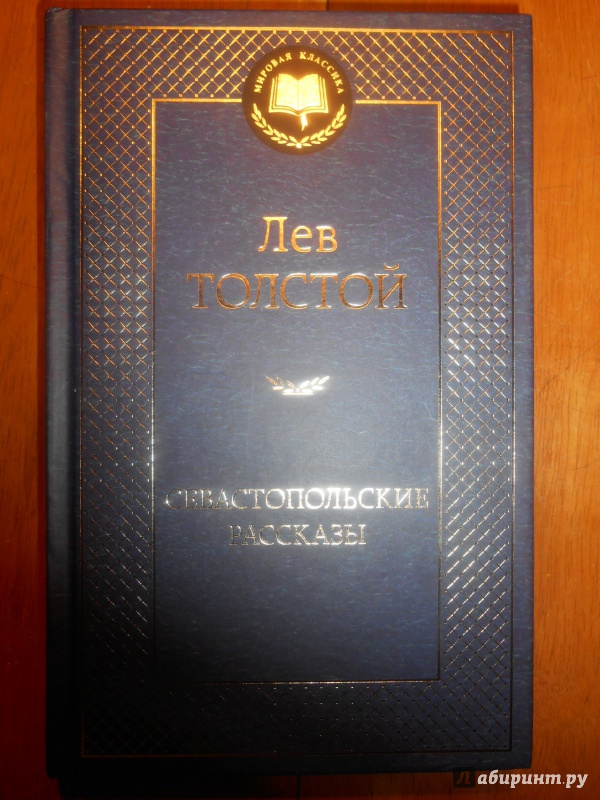 МИРОВАЯ КЛАССИКА
Лев
ТОЛСТОЙ
СЕВАСТОПОЛЬСКИЕ
РАССКАЗЫ
Лабиринт.ру